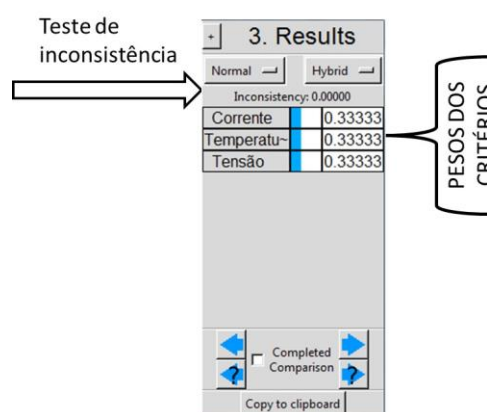 Teste de
inconsistência
+ 3. Results
Normal Hybrid
Inconsistency: 0.00000
Corrente 0.33333
Temperatu~ 0.33333
Tensão 0.33333
PESOS DOS
CRITÉRIOS
? Completed
Comparison ?
Copy to clipboard